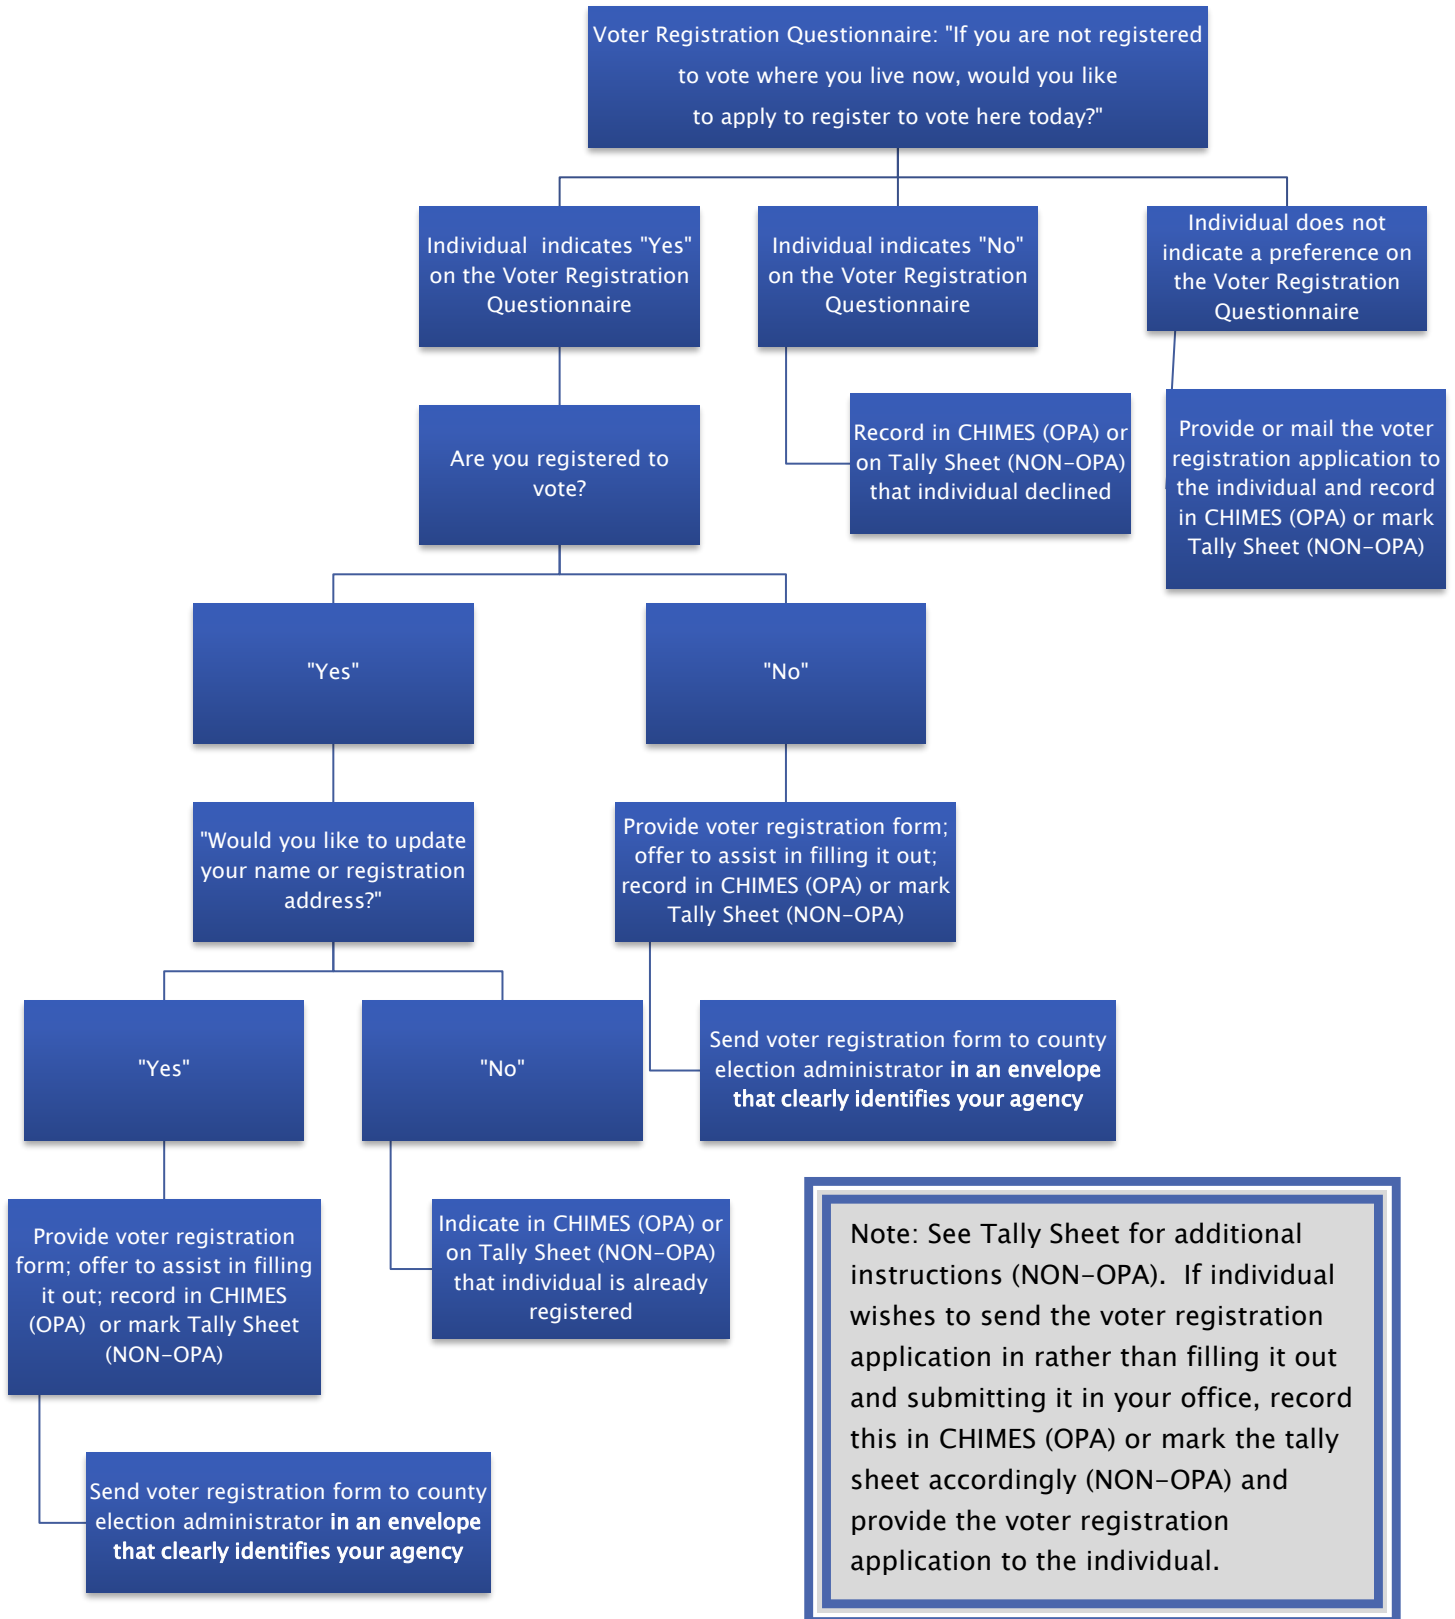 Voter Registration Questionnaire: "If you are not registered
to vote where you live now, would you like
to apply to register to vote here today?"
Individual  indicates "Yes"
on the Voter Registration
Questionnaire
Individual indicates "No"
on the Voter Registration
Questionnaire
Individual does not
indicate a preference on
the Voter Registration
Questionnaire
Are you registered to
vote?
Record in CHIMES (OPA) or
on Tally Sheet (NON-OPA)
that individual declined
Provide or mail the voter
registration application to
the individual and record
in CHIMES (OPA) or mark
Tally Sheet (NON-OPA)
"Yes"
"No"
"Would you like to update
your name or registration
address?"
Provide voter registration form;
offer to assist in filling it out;
record in CHIMES (OPA) or mark
Tally Sheet (NON-OPA)
"Yes"
"No"
Send voter registration form to county
election administrator in an envelope
that clearly identifies your agency
Provide voter registration
form; offer to assist in filling
it out; record in CHIMES
(OPA)  or mark Tally Sheet
(NON-OPA)
Indicate in CHIMES (OPA) or
on Tally Sheet (NON-OPA)
that individual is already
registered
Send voter registration form to county
election administrator in an envelope
that clearly identifies your agency
Note: See Tally Sheet for additional
instructions (NON-OPA).  If individual
wishes to send the voter registration
application in rather than filling it out
and submitting it in your office, record
this in CHIMES (OPA) or mark the tally
sheet accordingly (NON-OPA) and
provide the voter registration
application to the individual.